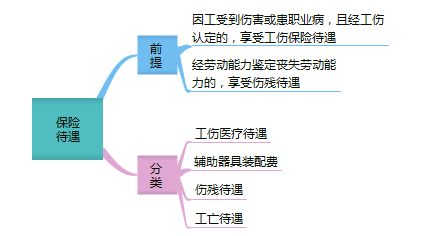 因工受到伤害或患职业病，且经工伤
认定的，享受工伤保险待遇
前
提
经劳动能力鉴定丧失劳动能
力的，享受伤残待遇
保险
待遇
工伤医疗待遇
辅助器具装配费
分
类
伤残待遇
工亡待遇